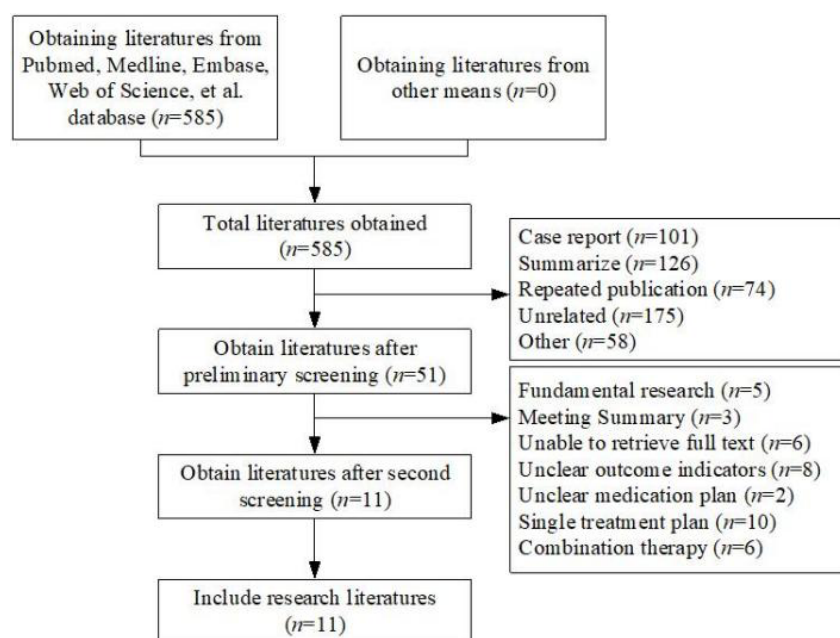 Obtaining literatures from
Pubmed, Medline, Embase,
Web of Science, et al.
database (n=585)
Obtaining literatures from
other means (n=0)
Total literatures obtained
(n=585)
Case report (n=101)
Summarize (n=126)
Repeated publication (n=74)
Unrelated (n=175)
Other (n=58)
Obtain literatures after
preliminary screening (n=51)
Fundamental research (n=5)
Meeting Summary (n=3)
Unable to retrieve full text (n=6)
Unclear outcome indicators (n=8)
Unclear medication plan (n=2)
Single treatment plan (n=10)
Combination therapy (n=6)
Obtain literatures after second
screening (n=11)
Include research literatures
(n=11)